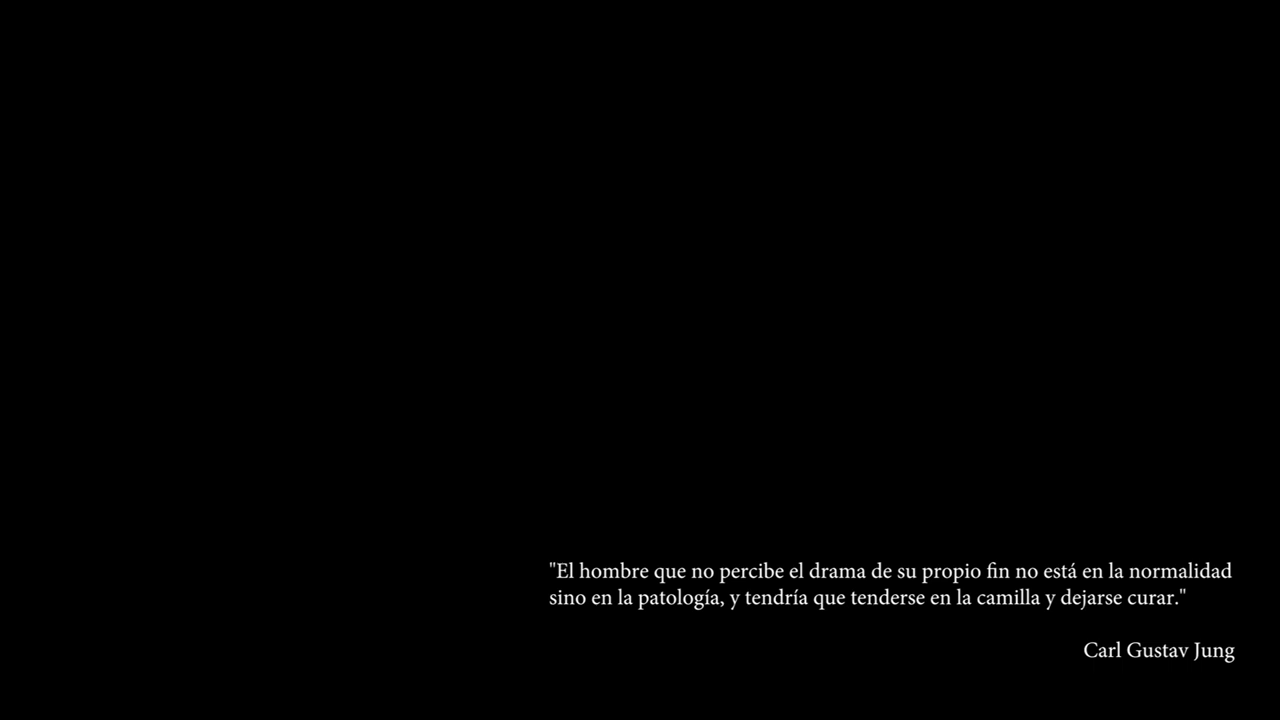 "El hombre que no percibe el drama de su propio fin no está en la normalidad
sino en la patología, y tendría que tenderse en la camilla y dejarse curar."
Carl Gustav Jung